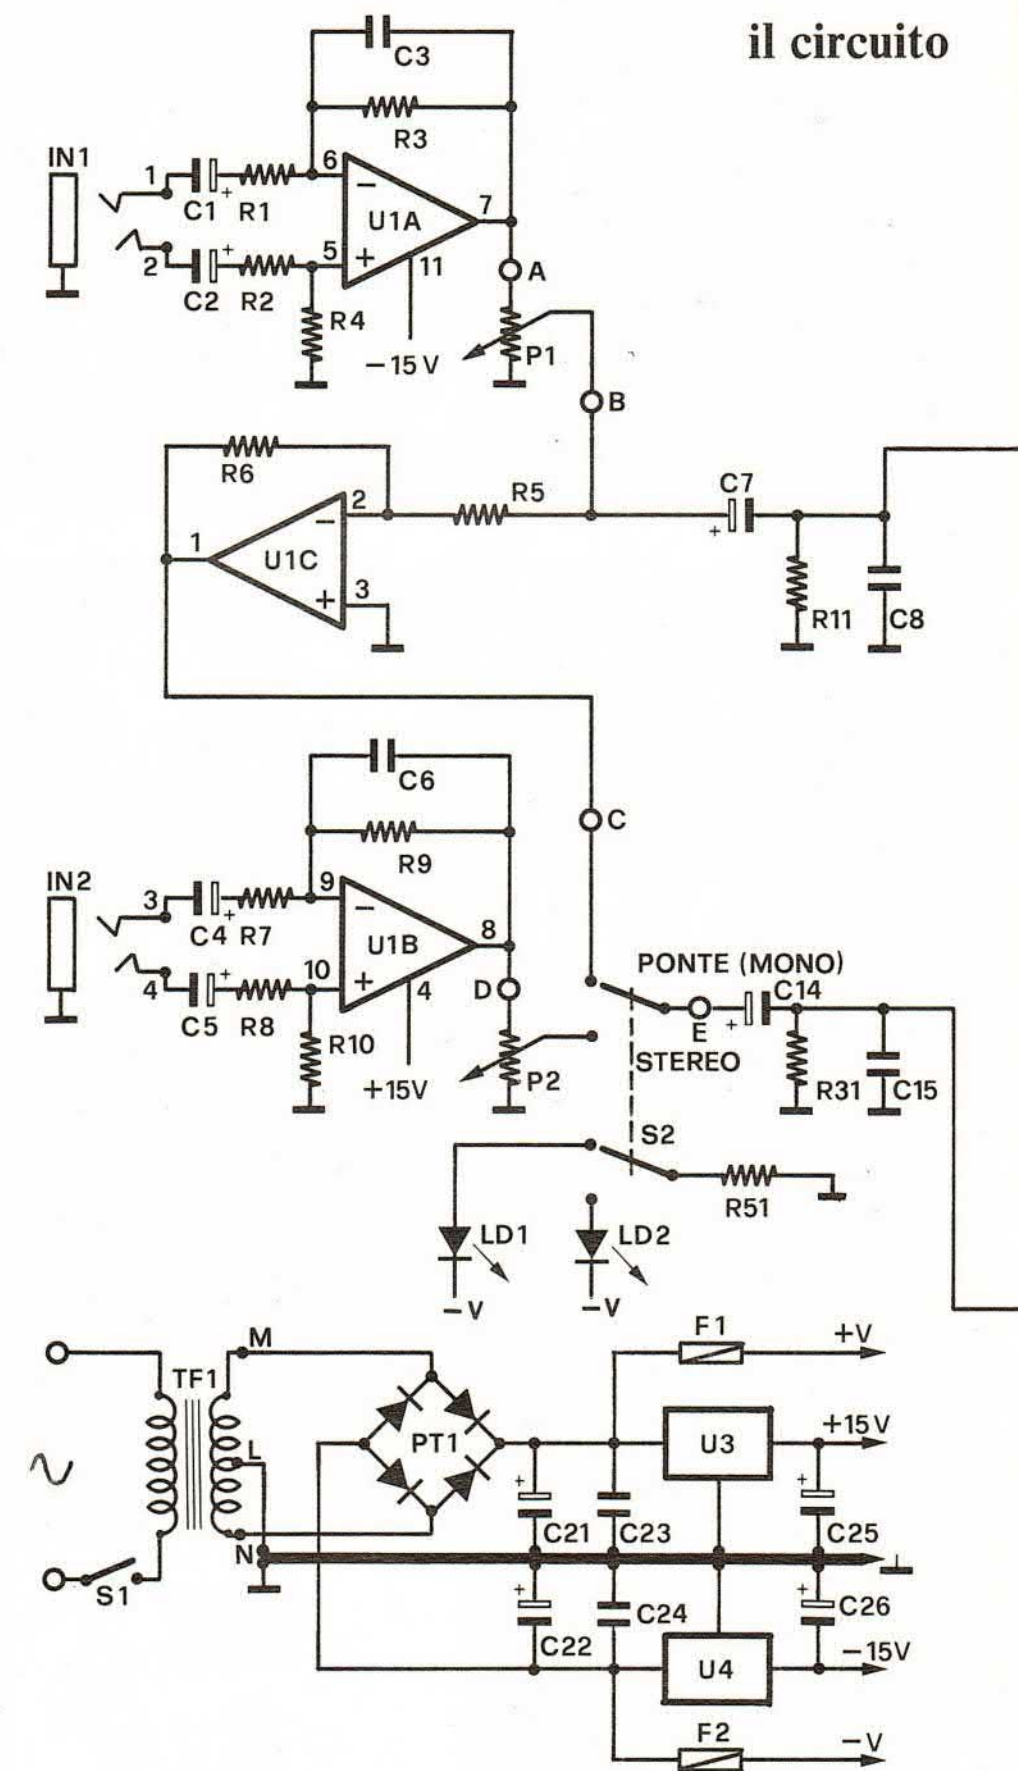 il circuito
C3
R3
IN1
1
C1
+
R1
6
−
U1A
7
2
C2
+
R2
5
+
11
A
R4
−15 V
P1
B
R6
R5
C7
+
2
−
1
U1C
+
3
R11
C8
C6
R9
C
IN2
3
C4
+
R7
9
−
U1B
8
4
C5
+
R8
10
+
4
D
R10
+15V
P2
PONTE (MONO)
C14
+
E
STEREO
R31
C15
S2
R51
LD1
LD2
−V
−V
M
TF1
L
N
S1
PT1
F1
+V
U3
+15V
+
C21
C23
+
C25
+
C22
C24
+
C26
U4
−15V
F2
−V